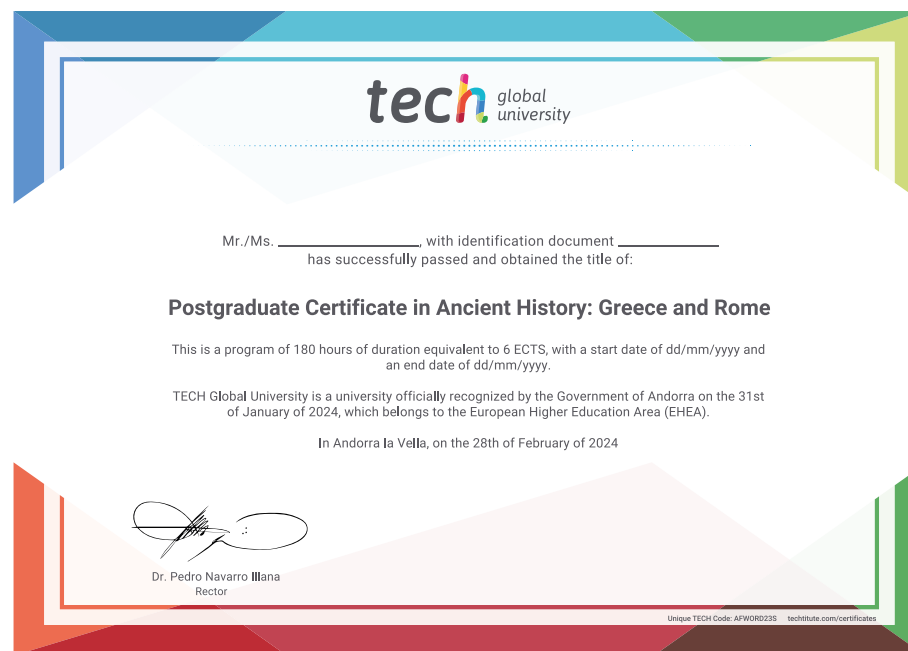 tech global
university
Mr./Ms. ____________________, with identification document ______________
has successfully passed and obtained the title of:
Postgraduate Certificate in Ancient History: Greece and Rome
This is a program of 180 hours of duration equivalent to 6 ECTS, with a start date of dd/mm/yyyy and
an end date of dd/mm/yyyy.
TECH Global University is a university officially recognized by the Government of Andorra on the 31st
of January of 2024, which belongs to the European Higher Education Area (EHEA).
In Andorra la Vella, on the 28th of February of 2024
Dr. Pedro Navarro Illana
Rector
Unique TECH Code: AFWORD23S techtitute.com/certificates